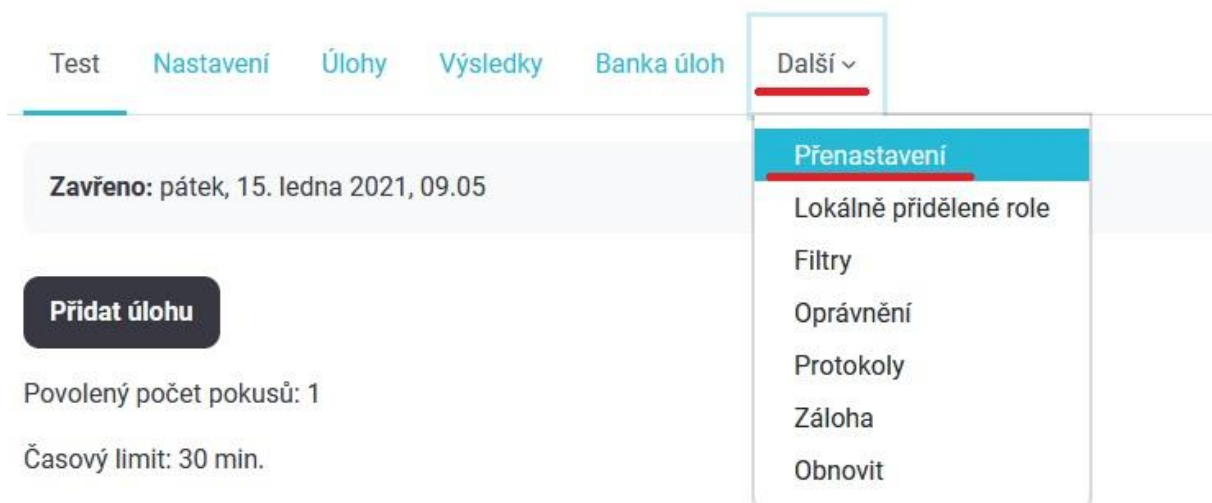 Test Nastavení Úlohy Výsledky Banka úloh Další
Přenastavení
Lokálně přidělené role
Filtry
Oprávnění
Protokoly
Záloha
Obnovit
Zavřeno: pátek, 15. ledna 2021, 09.05
Přidat úlohu
Povolený počet pokusů: 1
Časový limit: 30 min.